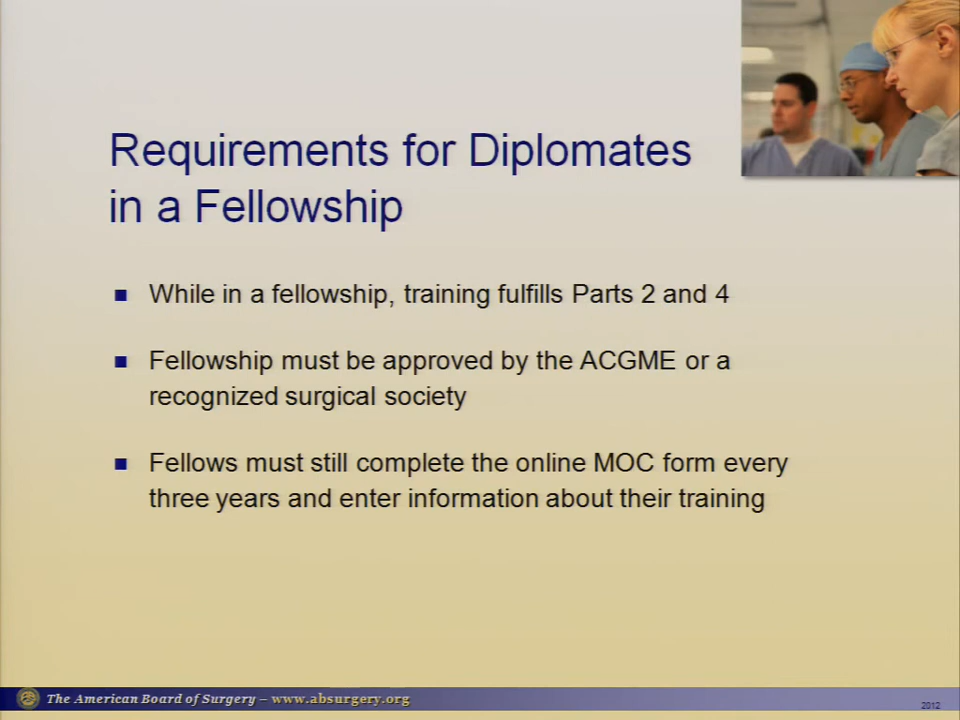 Requirements for Diplomates
in a Fellowship
■ While in a fellowship, training fulfills Parts 2 and 4
■ Fellowship must be approved by the ACGME or a
recognized surgical society
■ Fellows must still complete the online MOC form every
three years and enter information about their training
The American Board of Surgery – www.absurgery.org
2012